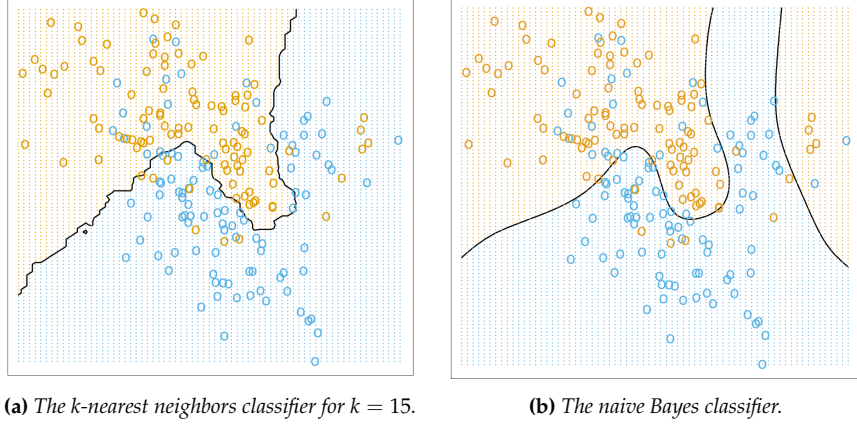 (a) The k-nearest neighbors classifier for k = 15.
(b) The naive Bayes classifier.